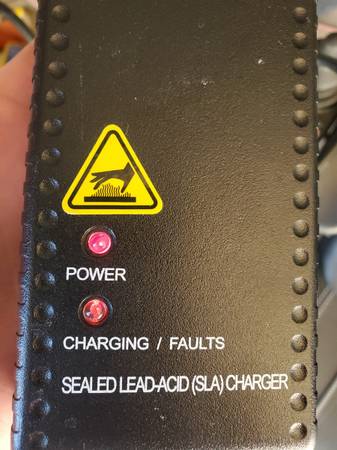 POWER
CHARGING / FAULTS
SEALED LEAD-ACID (SLA) CHARGER